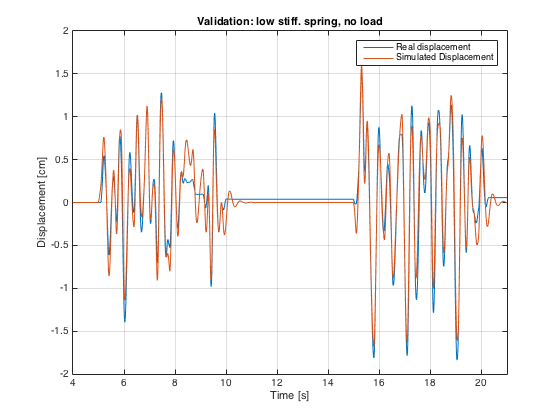 Validation: low stiff. spring, no load
Real displacement
Simulated Displacement
2
1.5
1
0.5
0
-0.5
-1
-1.5
-2
Displacement [cm]
4 6 8 10 12 14 16 18 20
Time [s]